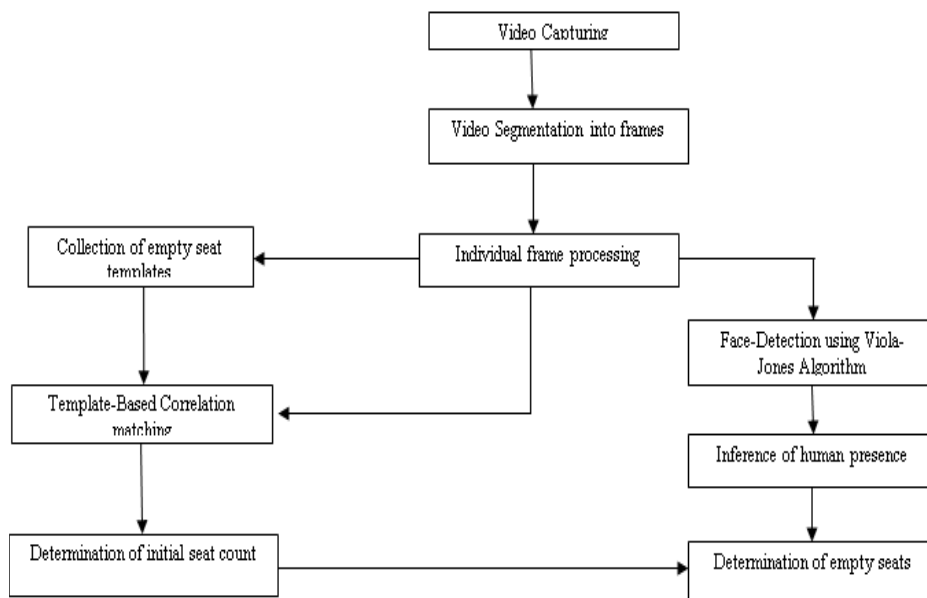 Video Capturing
Video Segmentation into frames
Individual frame processing
Collection of empty seat
templates
Face-Detection using Viola-
Jones Algorithm
Template-Based Correlation
matching
Inference of human presence
Determination of initial seat count
Determination of empty seats